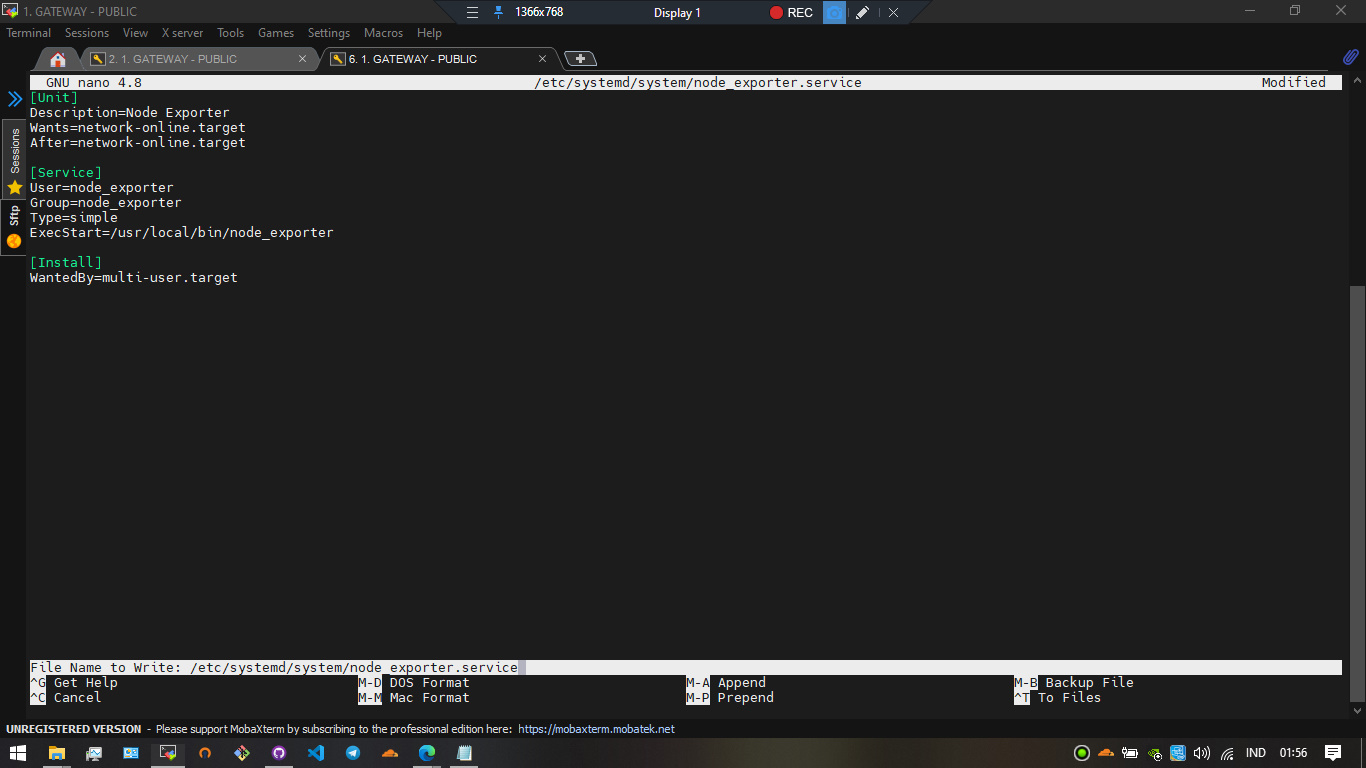 1. GATEWAY - PUBLIC
1366x768
Display 1
REC
Terminal Sessions View X server Tools Games Settings Macros Help
2. 1. GATEWAY - PUBLIC
6. 1. GATEWAY - PUBLIC
Sessions
Sftp
GNU nano 4.8 /etc/systemd/system/node_exporter.service Modified
[Unit]
Description=Node Exporter
Wants=network-online.target
After=network-online.target
[Service]
User=node_exporter
Group=node_exporter
Type=simple
ExecStart=/usr/local/bin/node_exporter
[Install]
WantedBy=multi-user.target
File Name to Write: /etc/systemd/system/node_exporter.service
^G Get Help M-D DOS Format M-A Append M-B Backup File
^C Cancel M-M Mac Format M-P Prepend ^T To Files
UNREGISTERED VERSION - Please support MobaXterm by subscribing to the professional edition here: https://mobaxterm.mobatek.net
IND 01:56